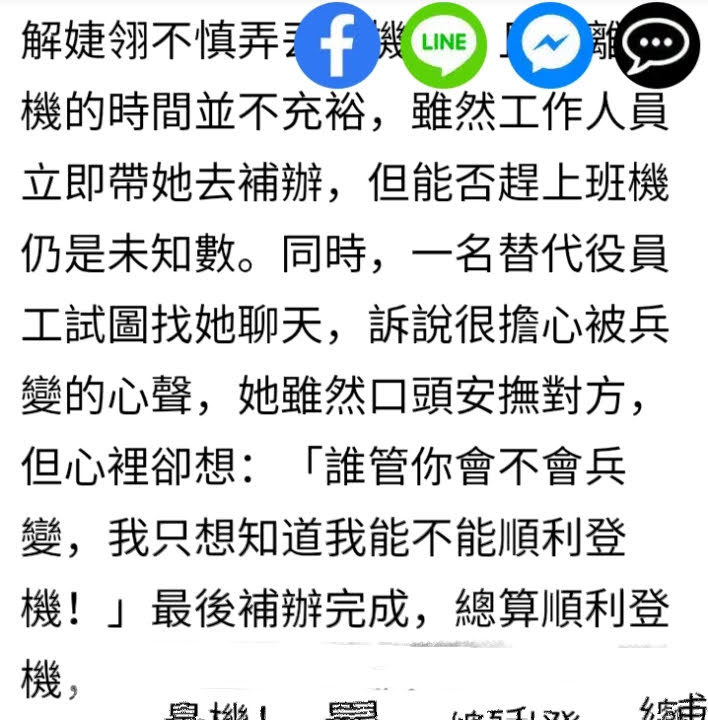 解婕翎不慎弄丟 機 離
LINE
機的時間並不充裕，雖然工作人員
立即帶她去補辦，但能否趕上班機
仍是未知數。同時，一名替代役員
工試圖找她聊天，訴說很擔心被兵
變的心聲，她雖然口頭安撫對方，
但心裡卻想：「誰管你會不會兵
變，我只想知道我能不能順利登
機！」最後補辦完成，總算順利登
機，